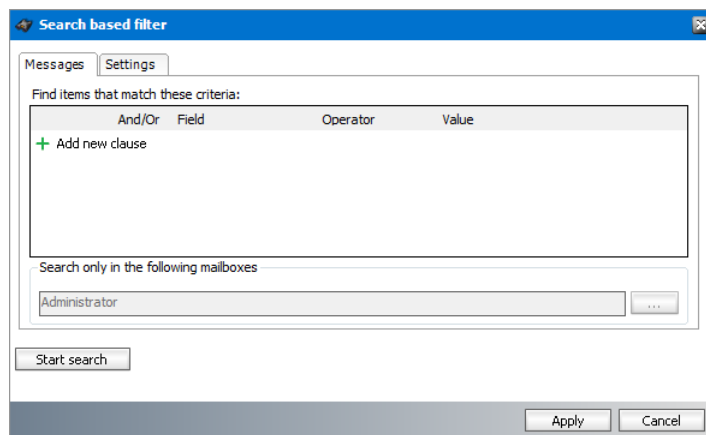 Search based filter
Messages Settings
Find items that match these criteria:
And/Or Field Operator Value
+ Add new clause
Search only in the following mailboxes
Administrator ...
Start search
Apply Cancel